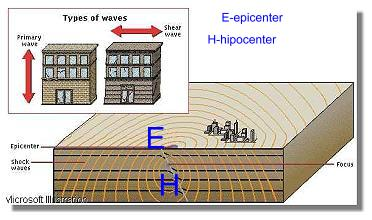 Types of waves
Primary
wave
Shear
wave
E-epicenter
H-hipocenter
Epicenter
E
Shock
waves
Focus
H
Microsoft Illustration